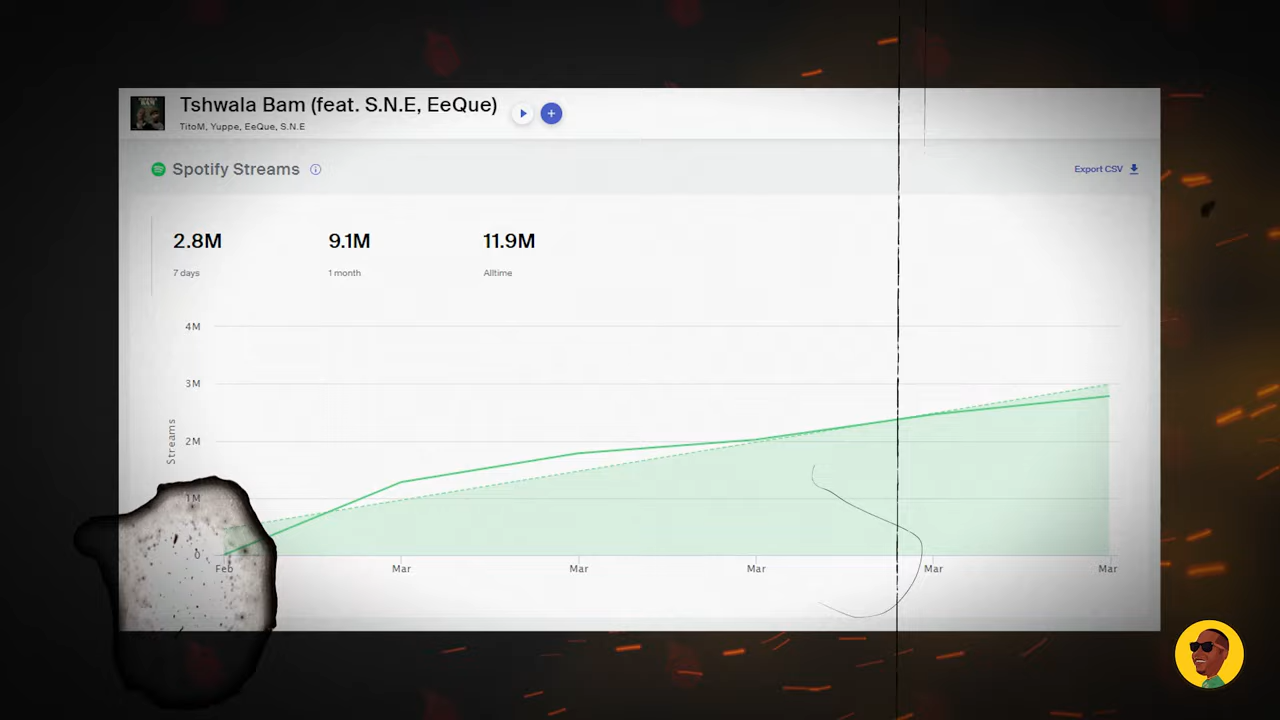 Tshwala Bam (feat. S.N.E, EeQue)
TitoM, Yuppe, EeQue, S.N.E
Spotify Streams
Export CSV
2.8M 9.1M 11.9M
7 days 1 month Alltime
4M
3M
2M
1M
0
Streams
Feb Mar Mar Mar Mar Mar